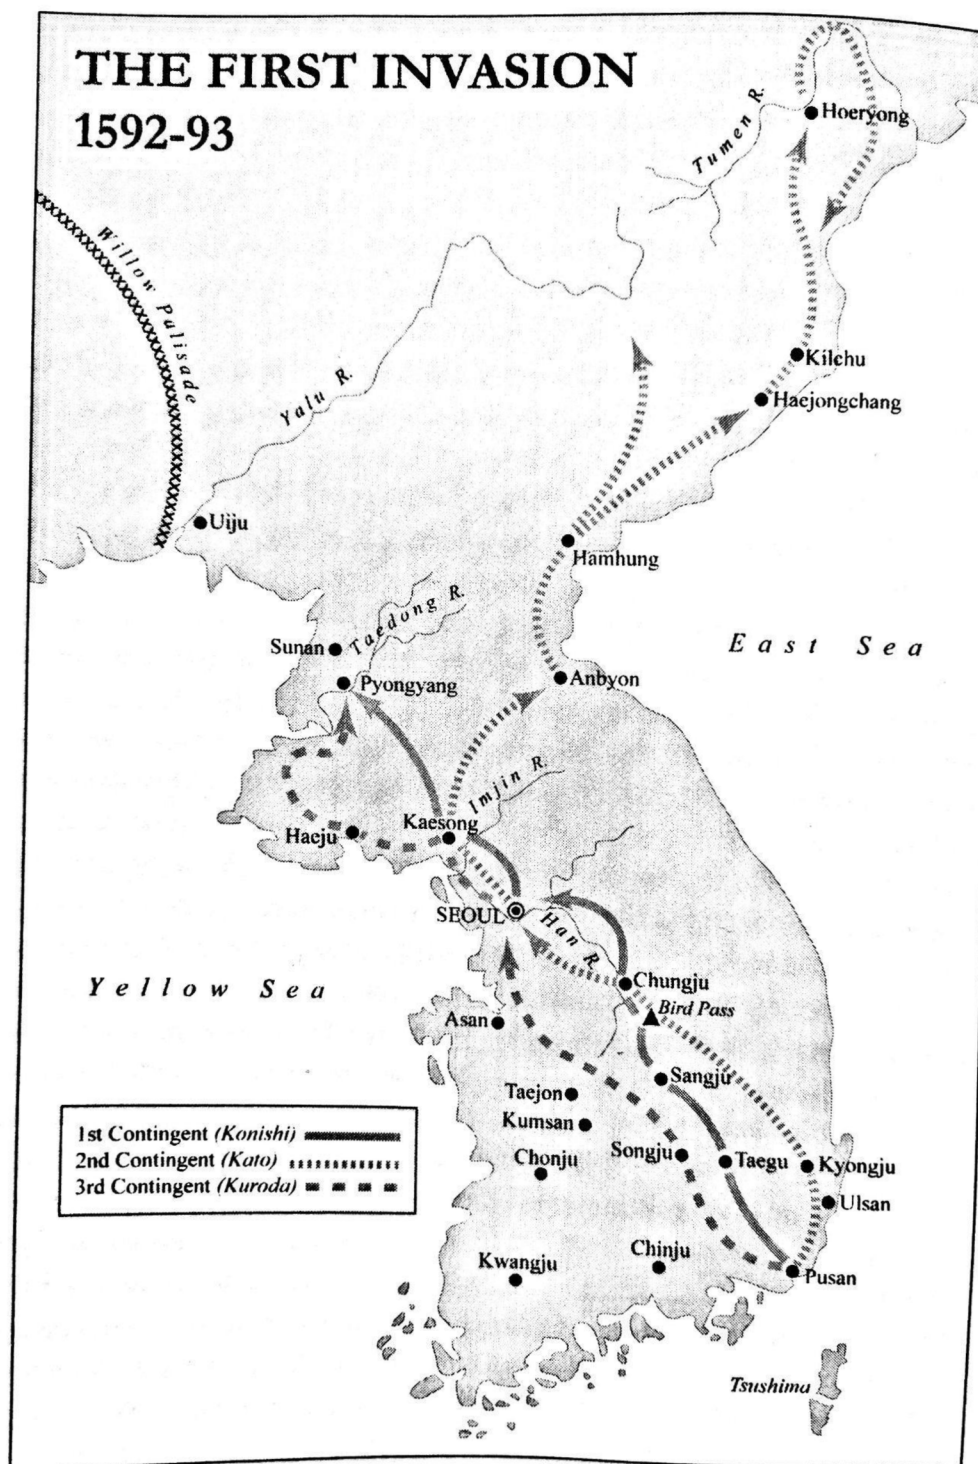 THE FIRST INVASION
1592-93
Tumen R.
Hoeryong
Willow Palisade
Yalu R.
Kilchu
Haejongchang
Uiju
Hamhung
Taedong R.
Sunan
East Sea
Pyongyang
Anbyon
Imjin R.
Kaesong
Haeju
SEOUL
Han R.
Yellow Sea
Chungju
Bird Pass
Asan
Sangju
Taejon
Kumsan
1st Contingent (Konishi)
2nd Contingent (Kato)
3rd Contingent (Kuroda)
Songju
Taegu
Kyongju
Chonju
Ulsan
Kwangju
Chinju
Pusan
Tsushima